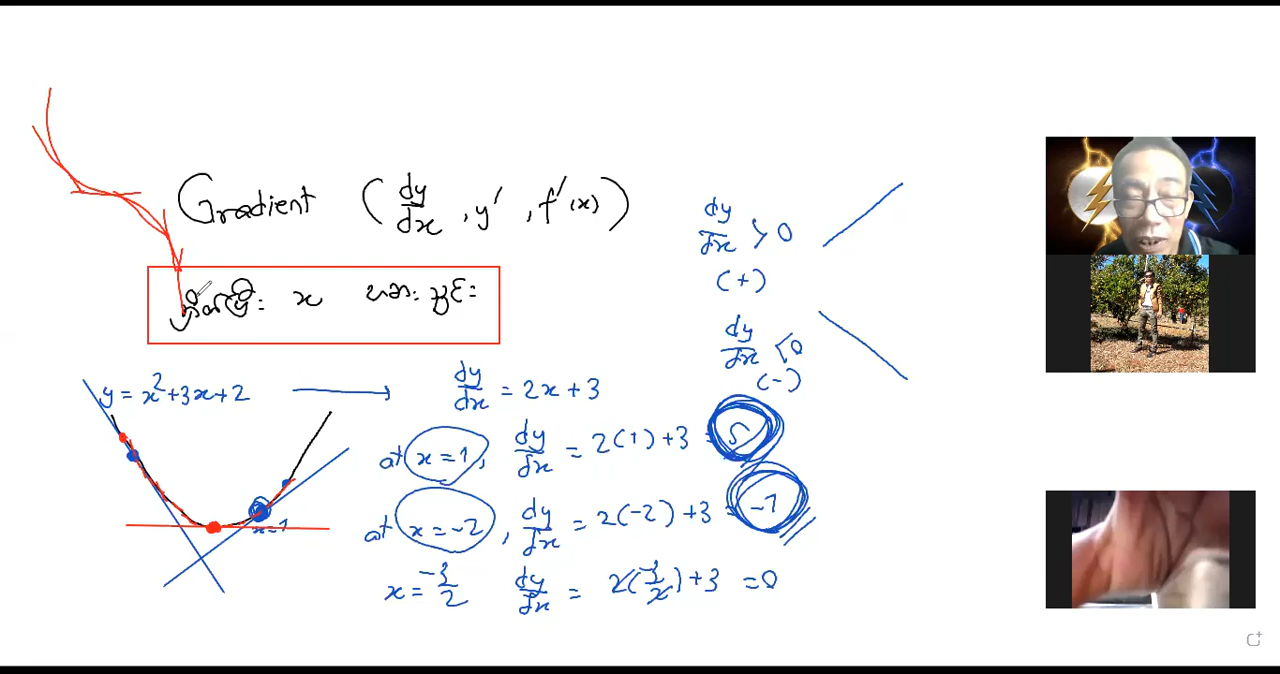 Gradient ( dy/dx , y' , f'(x) )
x
y = x²+3x+2 → dy/dx = 2x+3
at x=1, dy/dx = 2(1)+3 = 5
at x=-2, dy/dx = 2(-2)+3 = -1
x = -3/2 dy/dx = 2(-3/2)+3 = 0
dy/dx > 0
(+)
dy/dx < 0
(-)
x=1